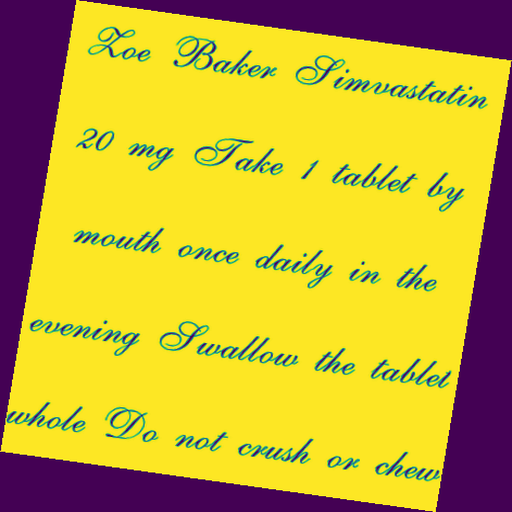 Zoe Baker Simvastatin
20 mg Take 1 tablet by
mouth once daily in the
evening Swallow the tablet
whole Do not crush or chew